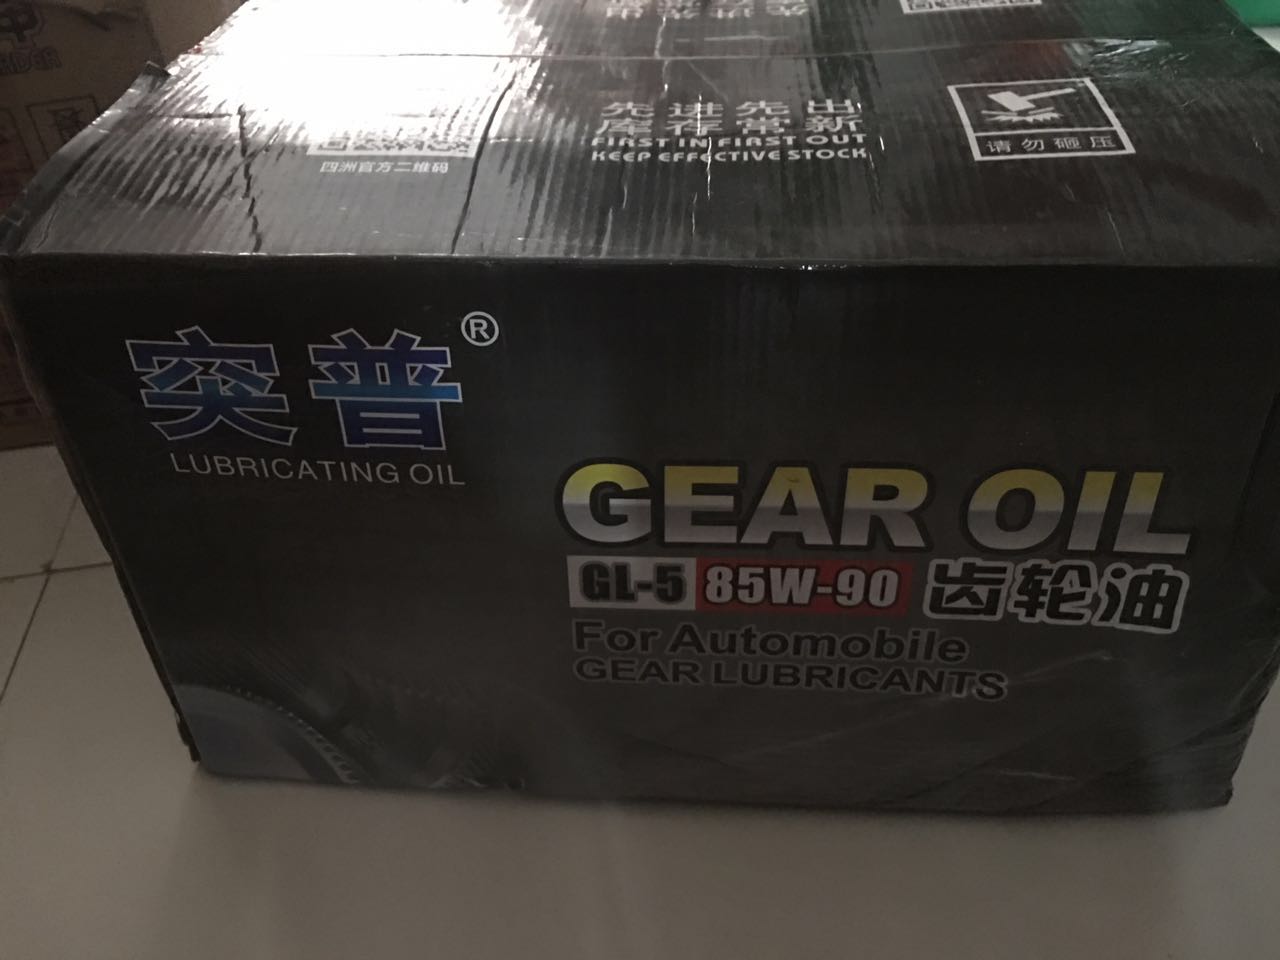 先进先出
库存常新
FIRST IN FIRST OUT
KEEP EFFECTIVE STOCK
四洲官方二维码
请勿砸压
突普®
LUBRICATING OIL
GEAR OIL
GL-5 85W-90 齿轮油
For Automobile
GEAR LUBRICANTS